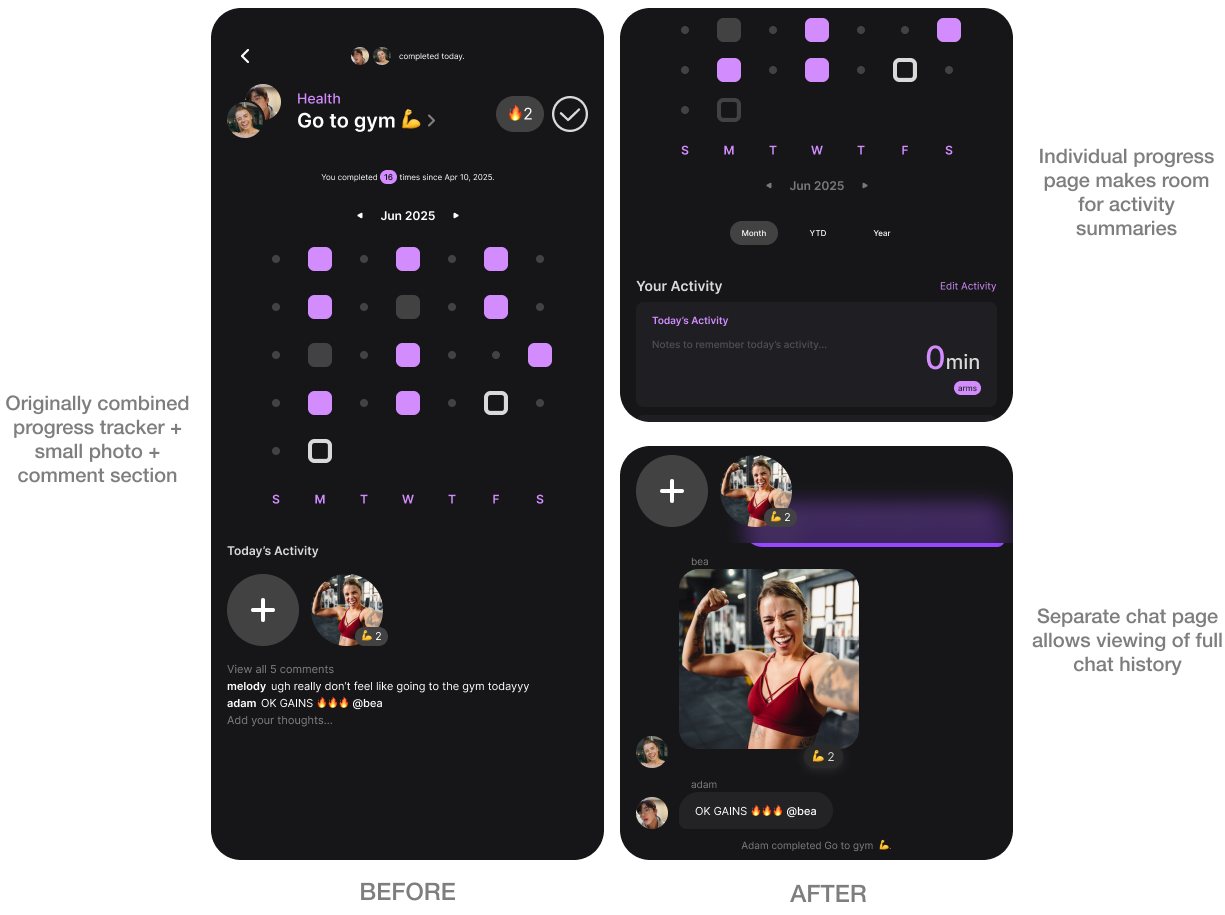 Originally combined
progress tracker +
small photo +
comment section
completed today.
Health
Go to gym 💪 >
🔥2
You completed 16 times since Apr 10, 2025.
◂ Jun 2025 ▸
S M T W T F S
Today's Activity
+
💪 2
View all 5 comments
melody ugh really don't feel like going to the gym todayyy
adam OK GAINS 🔥🔥🔥 @bea
Add your thoughts...
BEFORE
S M T W T F S
◂ Jun 2025 ▸
Month YTD Year
Your Activity Edit Activity
Today's Activity
Notes to remember today's activity...
0min
arms
+
💪 2
bea
💪 2
adam
OK GAINS 🔥🔥🔥 @bea
Adam completed Go to gym 💪.
AFTER
Individual progress
page makes room
for activity
summaries
Separate chat page
allows viewing of full
chat history